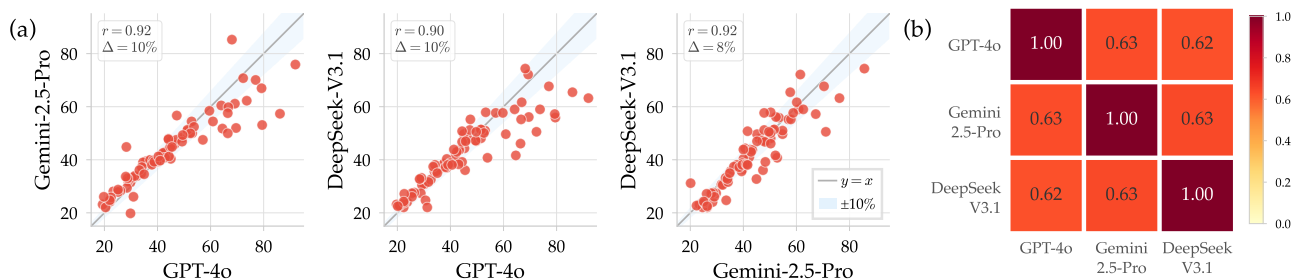 (a)
r = 0.92
Δ = 10%
Gemini-2.5-Pro
80
60
40
20
20 40 60 80
GPT-4o
r = 0.90
Δ = 10%
DeepSeek-V3.1
80
60
40
20
20 40 60 80
GPT-4o
r = 0.92
Δ = 8%
DeepSeek-V3.1
80
60
40
20
y = x
±10%
20 40 60 80
Gemini-2.5-Pro
(b)
GPT-4o 1.00 0.63 0.62
Gemini
2.5-Pro
0.63 1.00 0.63
DeepSeek
V3.1
0.62 0.63 1.00
GPT-4o
Gemini
2.5-Pro
DeepSeek
V3.1
1.0
0.8
0.6
0.4
0.2
0.0